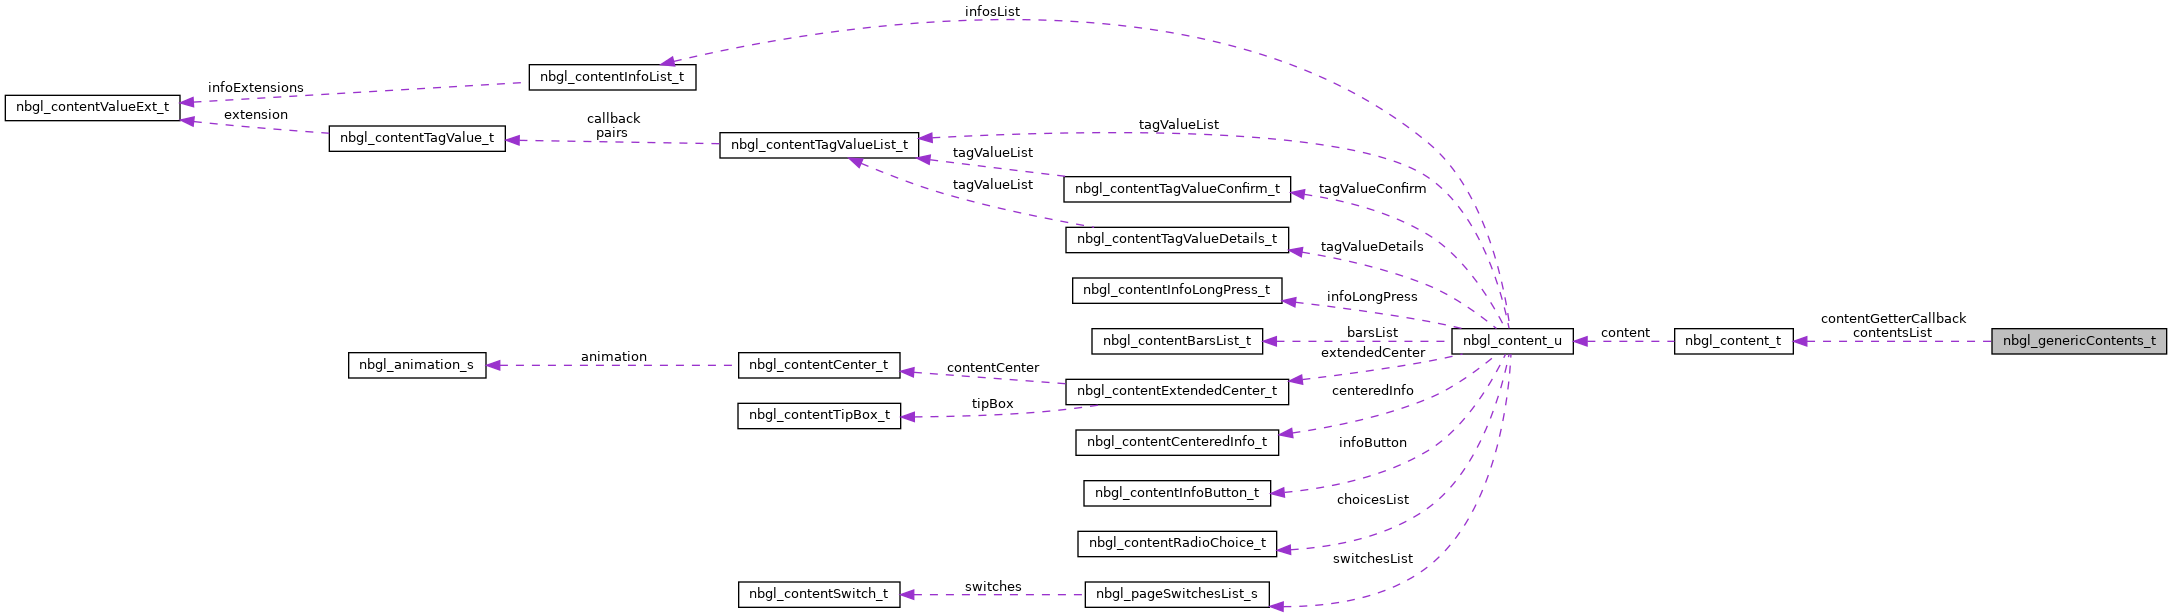 infosList
nbgl_contentInfoList_t
infoExtensions
nbgl_contentValueExt_t
extension
nbgl_contentTagValue_t
callback
pairs
nbgl_contentTagValueList_t
tagValueList
tagValueList
tagValueList
nbgl_contentTagValueConfirm_t
tagValueConfirm
nbgl_contentTagValueDetails_t
tagValueDetails
nbgl_contentInfoLongPress_t
infoLongPress
nbgl_contentBarsList_t
barsList
nbgl_content_u
content
nbgl_content_t
contentGetterCallback
contentsList
nbgl_genericContents_t
extendedCenter
nbgl_animation_s
animation
nbgl_contentCenter_t
contentCenter
nbgl_contentExtendedCenter_t
centeredInfo
nbgl_contentTipBox_t
tipBox
nbgl_contentCenteredInfo_t
infoButton
nbgl_contentInfoButton_t
choicesList
nbgl_contentRadioChoice_t
switchesList
nbgl_contentSwitch_t
switches
nbgl_pageSwitchesList_s